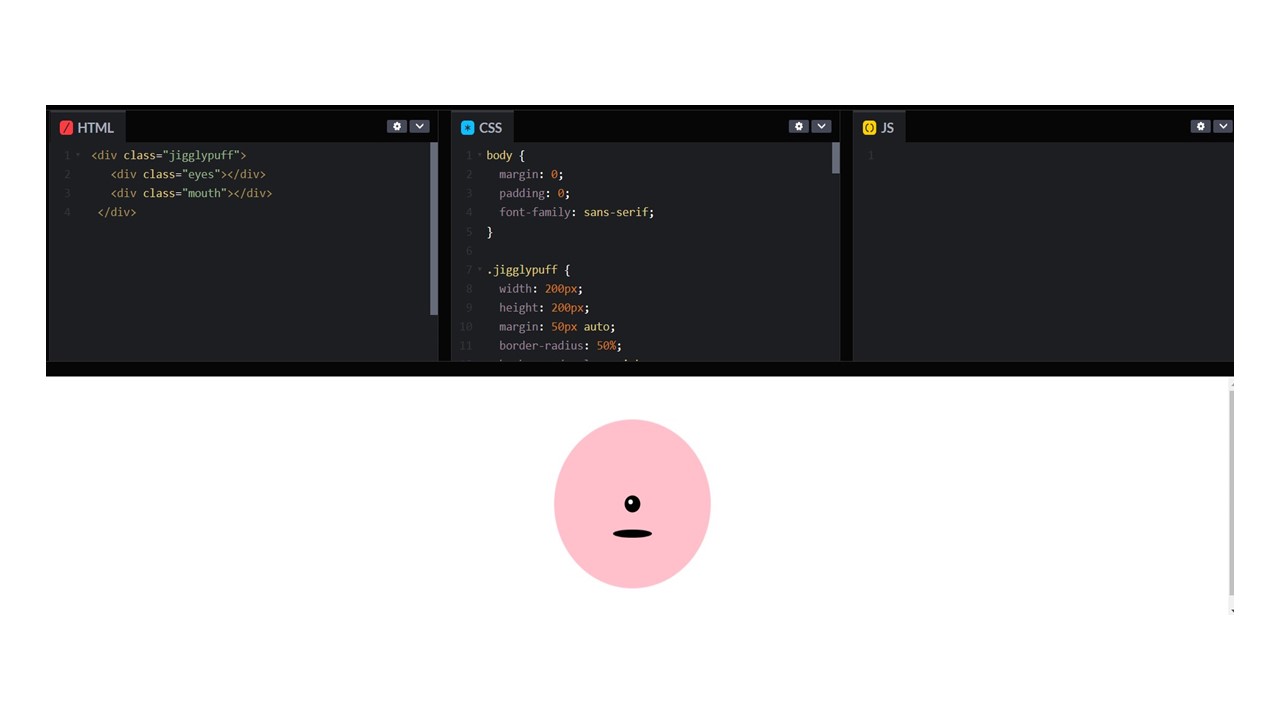 HTML
1 <div class="jigglypuff">
2 <div class="eyes"></div>
3 <div class="mouth"></div>
4 </div>
CSS
1 body {
2 margin: 0;
3 padding: 0;
4 font-family: sans-serif;
5 }
6
7 .jigglypuff {
8 width: 200px;
9 height: 200px;
10 margin: 50px auto;
11 border-radius: 50%;
JS
1